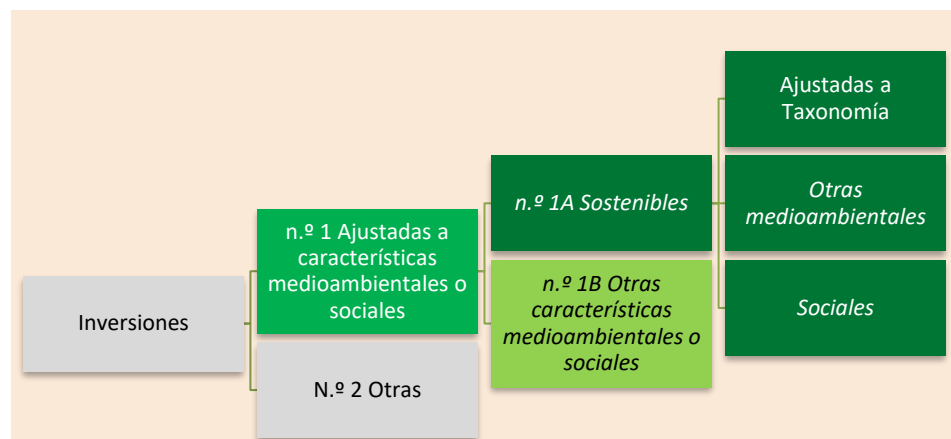 Inversiones
n.º 1 Ajustadas a
características
medioambientales o
sociales
N.º 2 Otras
n.º 1A Sostenibles
n.º 1B Otras
características
medioambientales o
sociales
Ajustadas a
Taxonomía
Otras
medioambientales
Sociales